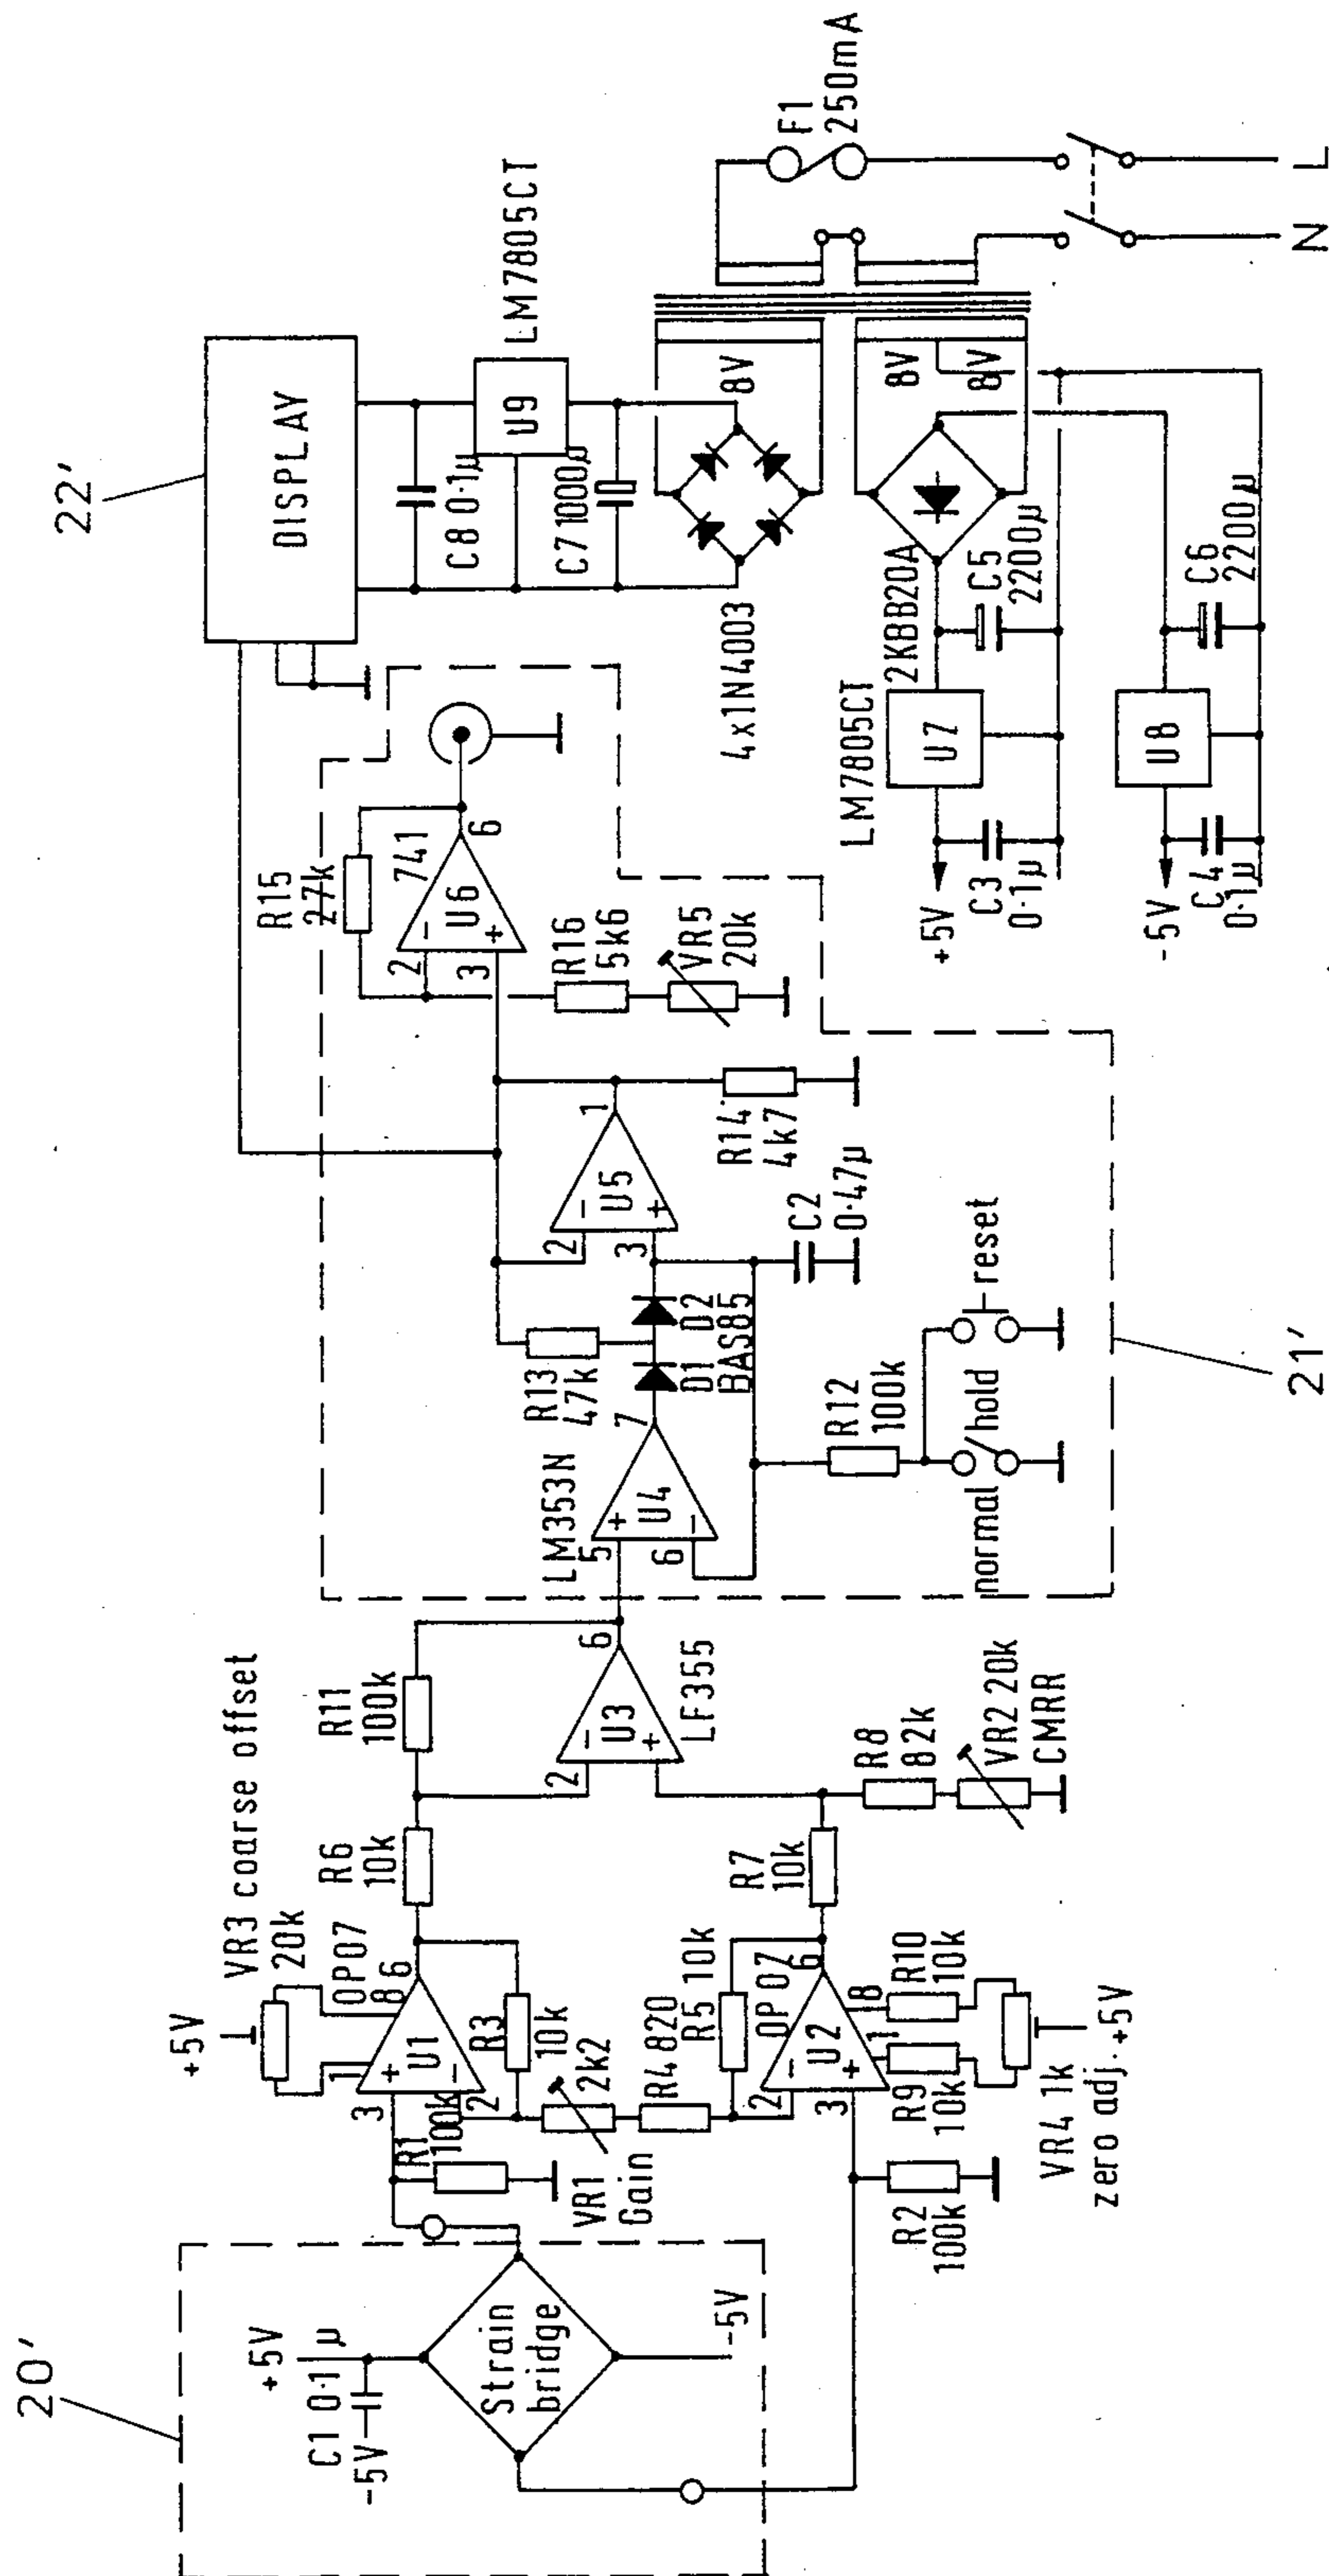 20'
+5V
C1 0·1 µ
-5V
Strain
bridge
-5V
+5V
VR3 coarse offset
20k
OP07
8
6
1
3
+
U1
-
2
R1
100k
R3
10k
VR1
Gain
2k2
R4 820
R5 10k
OP 07
2
-
U2
+
3
6
8
1
R2
100k
R9
10k
R10
10k
VR4 1k
zero adj.
+5V
R6
10k
R7
10k
R11
100k
2
-
U3
+
6
LF355
R8
82k
VR2 20k
CMRR
LM353N
5
+
U4
-
6
7
R13
47k
D1
D2
BAS85
2
-
U5
+
3
1
C2
0·47µ
R12
100k
normal
hold
reset
R14
4k7
R15
27k
741
2
-
U6
+
3
6
R16
5k6
VR5
20k
21'
22'
DISPLAY
C8 0·1µ
U9
LM7805CT
C7 1000µ
4x1N4003
8V
8V
8V
LM7805CT
2KBB20A
U7
+5V
C3
0·1µ
C5
2200µ
U8
-5V
C4
0·1µ
C6
2200µ
F1
250mA
N
L